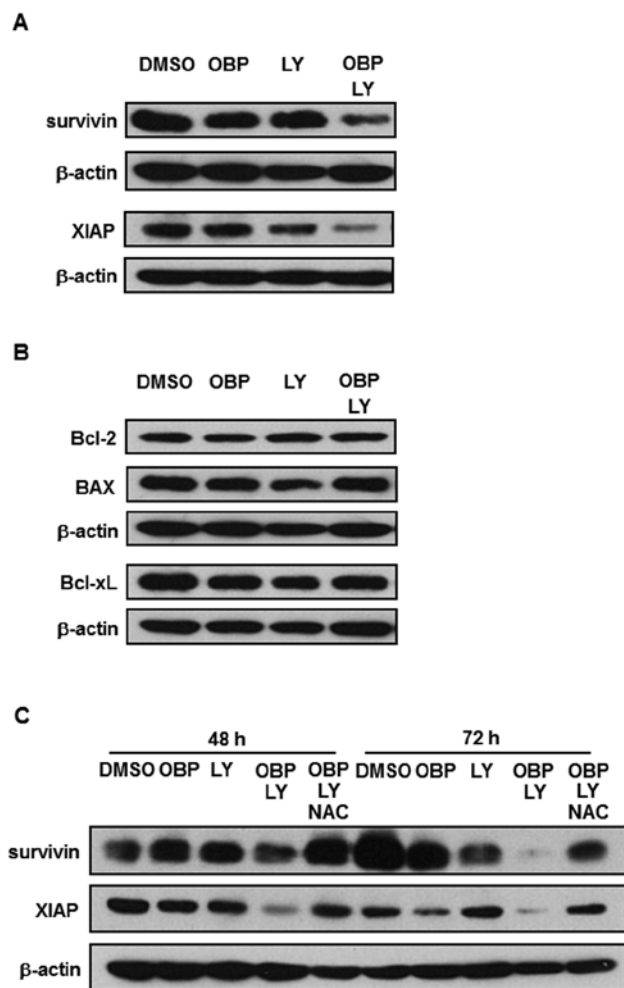 A
DMSO OBP LY OBP
LY
survivin
β-actin
XIAP
β-actin
B
DMSO OBP LY OBP
LY
Bcl-2
BAX
β-actin
Bcl-xL
β-actin
C
48 h 72 h
DMSO OBP LY OBP OBP DMSO OBP LY OBP OBP
LY LY LY LY
NAC NAC
survivin
XIAP
β-actin